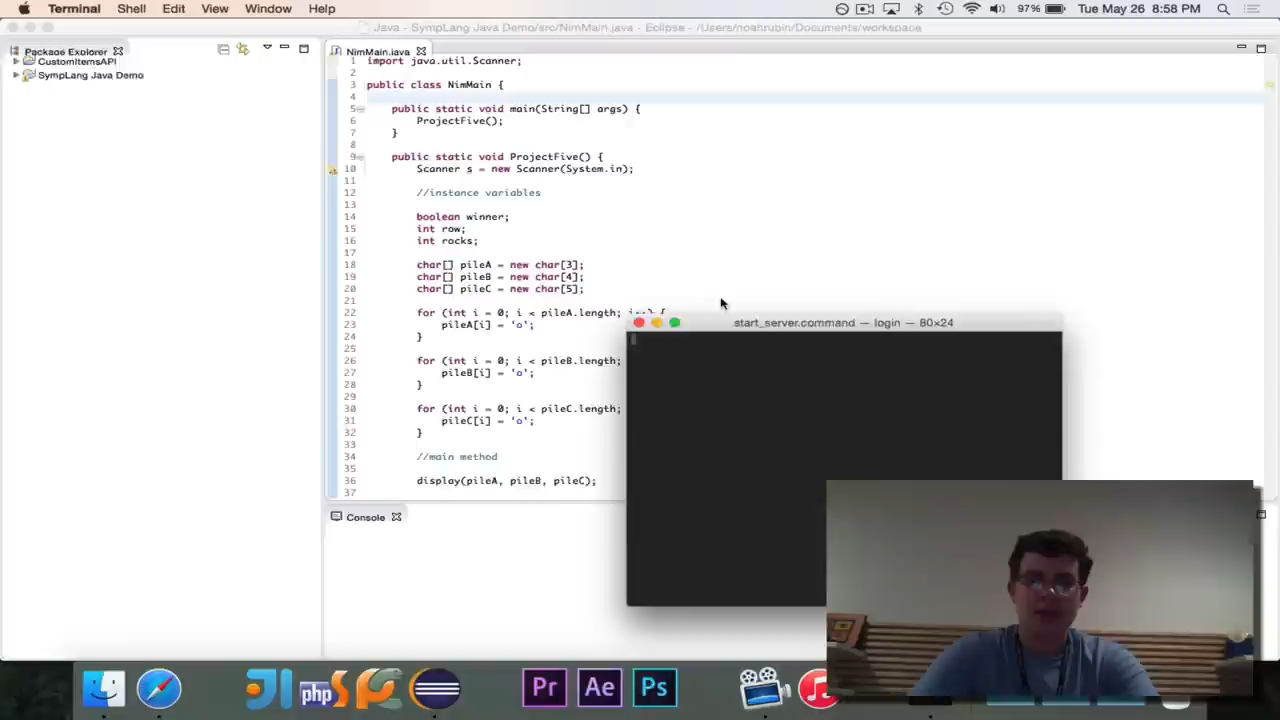 Terminal Shell Edit View Window Help 97% Tue May 26 8:58 PM
Java - SympLang Java Demo/src/NimMain.java - Eclipse - /Users/noahrubin/Documents/workspace
Package Explorer
CustomItemsAPI
SympLang Java Demo
NimMain.java
1 import java.util.Scanner;
2
3 public class NimMain {
4
5 public static void main(String[] args) {
6 ProjectFive();
7 }
8
9 public static void ProjectFive() {
10 Scanner s = new Scanner(System.in);
11
12 //instance variables
13
14 boolean winner;
15 int row;
16 int rocks;
17
18 char[] pileA = new char[3];
19 char[] pileB = new char[4];
20 char[] pileC = new char[5];
21
22 for (int i = 0; i < pileA.length; i++) {
23 pileA[i] = 'o';
24 }
25
26 for (int i = 0; i < pileB.length;
27 pileB[i] = 'o';
28 }
29
30 for (int i = 0; i < pileC.length;
31 pileC[i] = 'o';
32 }
33
34 //main method
35
36 display(pileA, pileB, pileC);
37
start_server.command — login — 80×24
Console
php
Pr
Ae
Ps